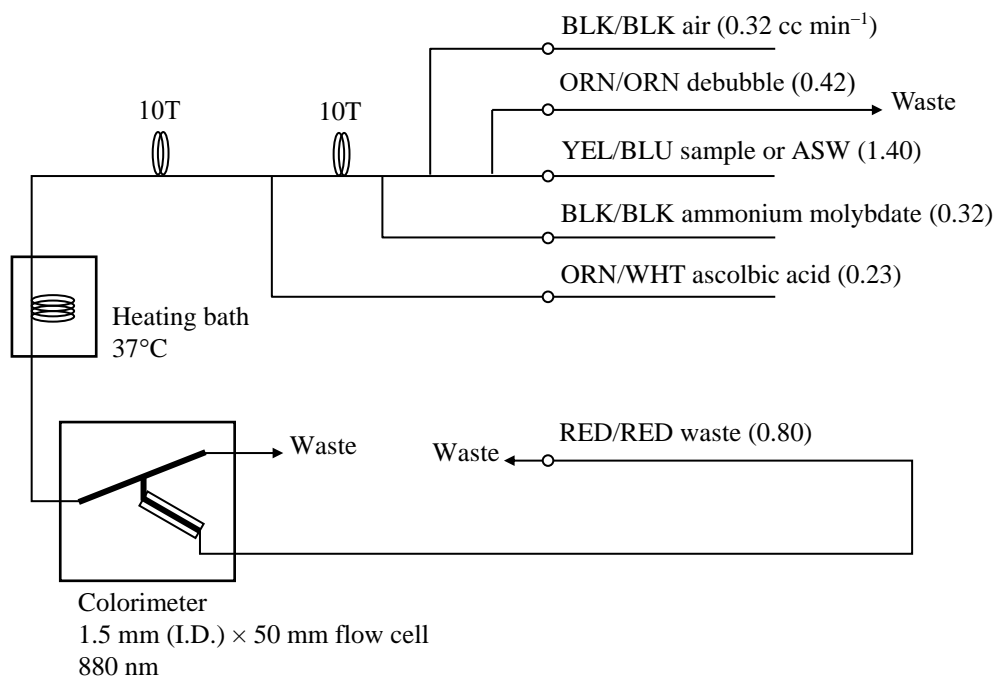 BLK/BLK air (0.32 cc min⁻¹)
ORN/ORN debubble (0.42)
Waste
10T
10T
YEL/BLU sample or ASW (1.40)
BLK/BLK ammonium molybdate (0.32)
ORN/WHT ascolbic acid (0.23)
Heating bath
37°C
Waste
Waste
RED/RED waste (0.80)
Colorimeter
1.5 mm (I.D.) × 50 mm flow cell
880 nm